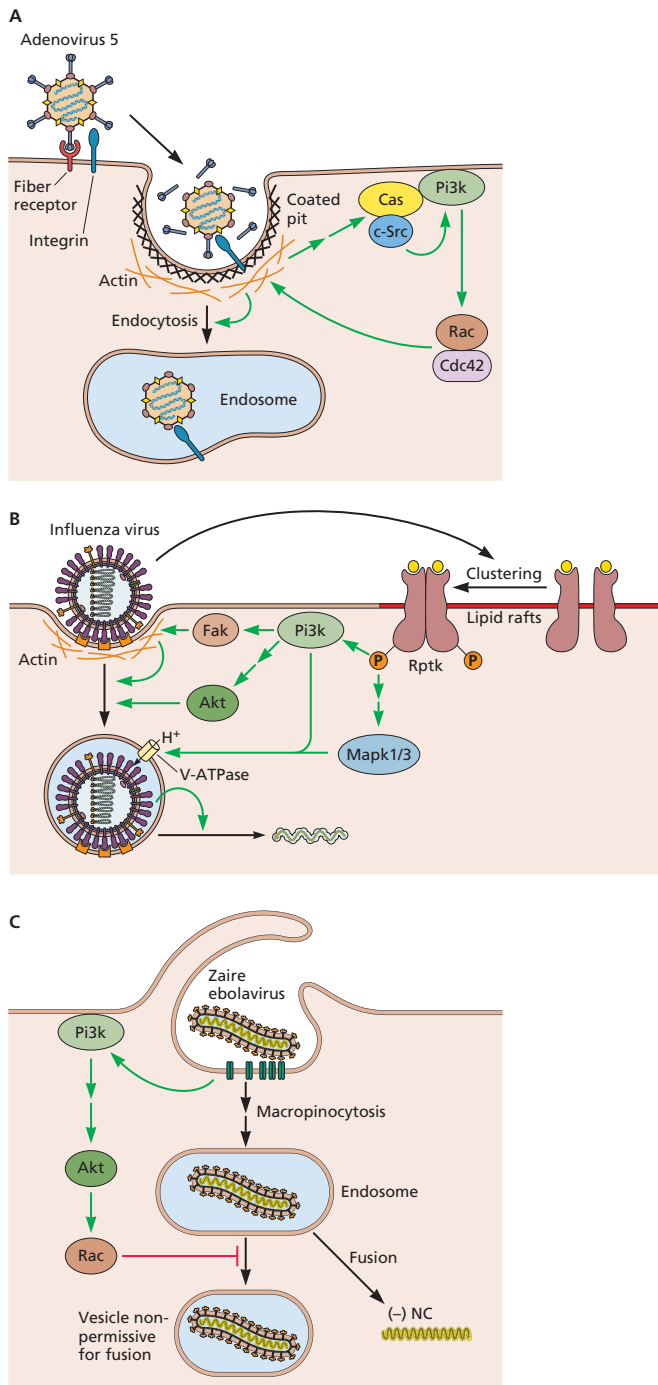 A
Adenovirus 5
Fiber
receptor
Integrin
Coated
pit
Actin
Cas
c-Src
Pi3k
Rac
Cdc42
Endocytosis
Endosome
B
Influenza virus
Clustering
Lipid rafts
Actin
Fak
Pi3k
P
P
Rptk
Akt
Mapk1/3
H+
V-ATPase
C
Zaire
ebolavirus
Pi3k
Macropinocytosis
Akt
Endosome
Rac
Fusion
(–) NC
Vesicle non-
permissive
for fusion